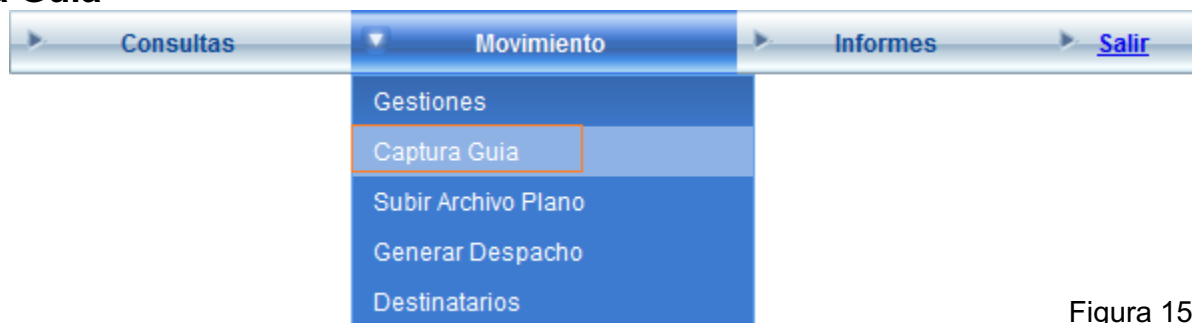 Consultas Movimiento Informes Salir
Gestiones
Captura Guia
Subir Archivo Plano
Generar Despacho
Destinatarios
Figura 15